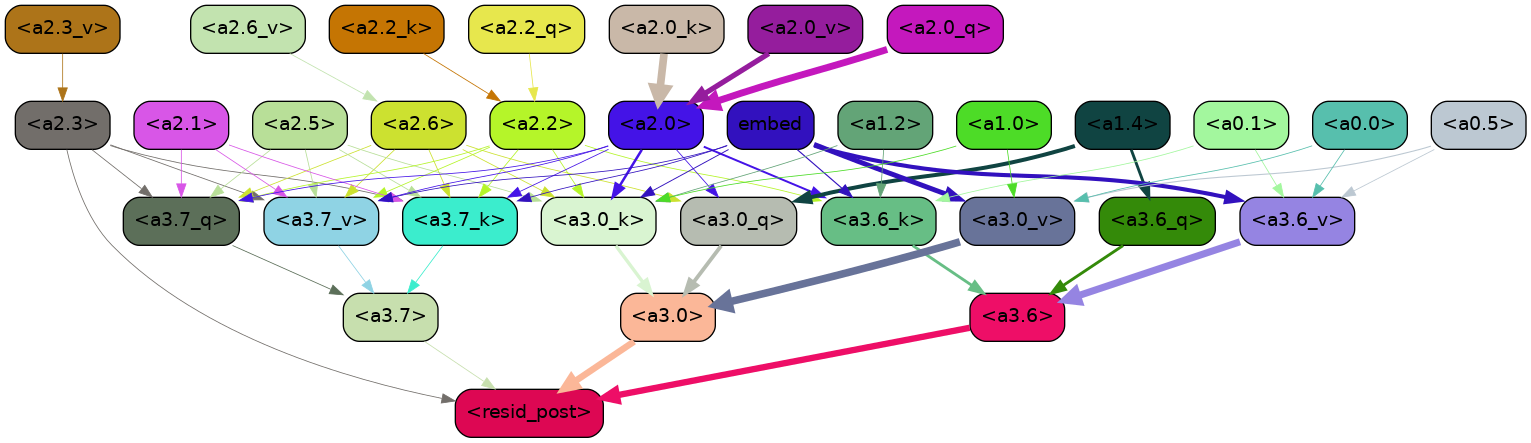 <a2.3_v> <a2.6_v> <a2.2_k> <a2.2_q> <a2.0_k> <a2.0_v> <a2.0_q>
<a2.3> <a2.1> <a2.5> <a2.6> <a2.2> <a2.0> embed <a1.2> <a1.0> <a1.4> <a0.1> <a0.0> <a0.5>
<a3.7_q> <a3.7_v> <a3.7_k> <a3.0_k> <a3.0_q> <a3.6_k> <a3.0_v> <a3.6_q> <a3.6_v>
<a3.7> <a3.0> <a3.6>
<resid_post>